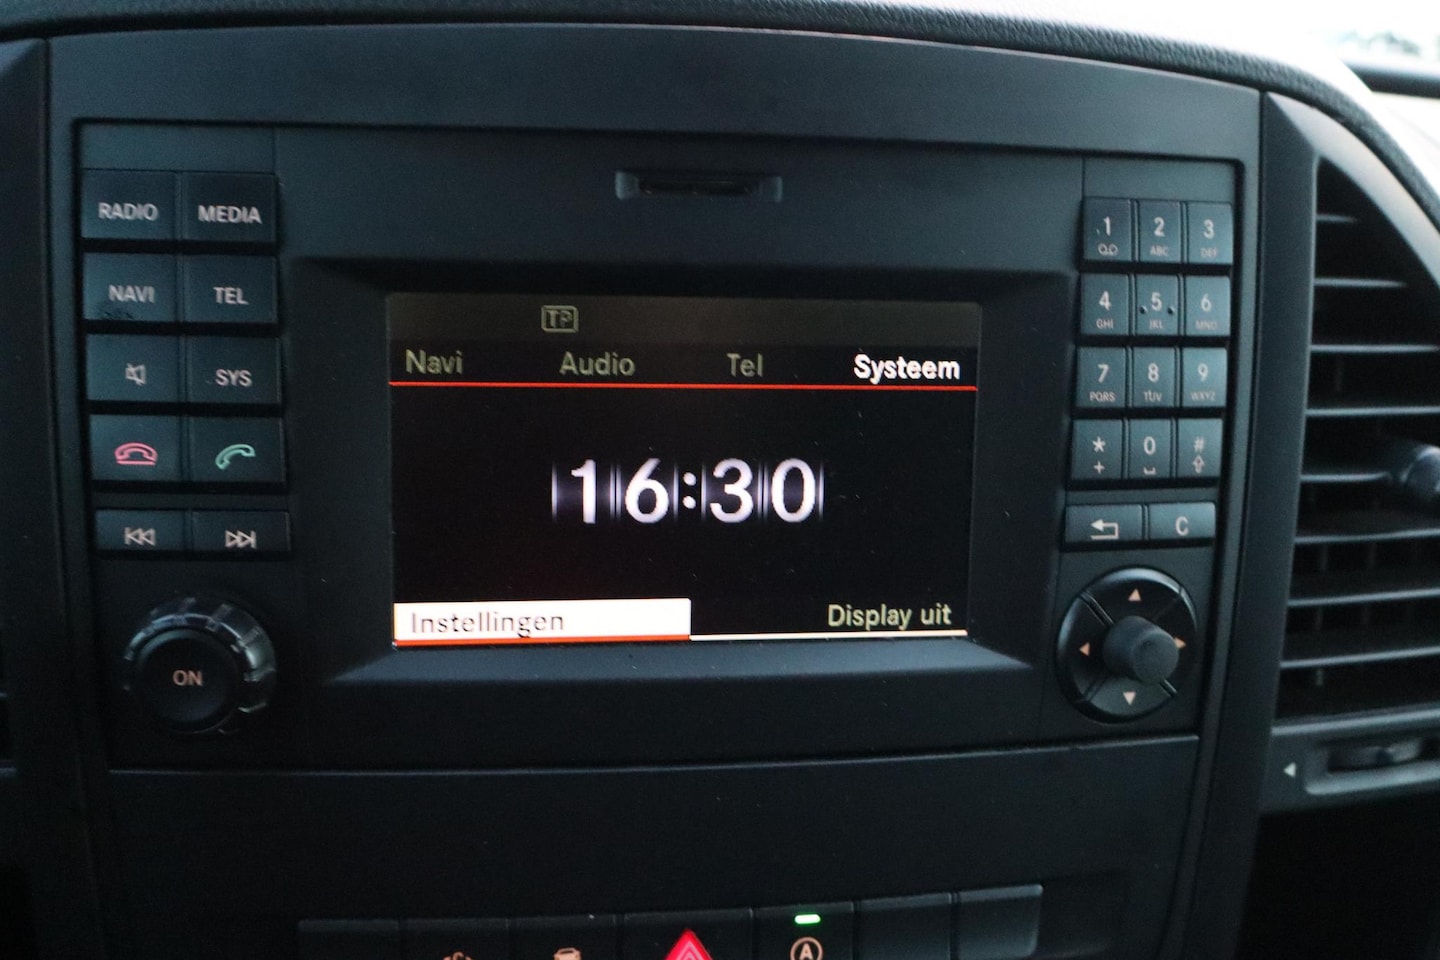 RADIO MEDIA
NAVI TEL
SYS
ON
TP
Navi Audio Tel Systeem
16:30
Instellingen Display uit
1 2 3
ABC DEF
4 5 6
GHI JKL MNO
7 8 9
PQRS TUV WXYZ
* 0 #
+
C
A